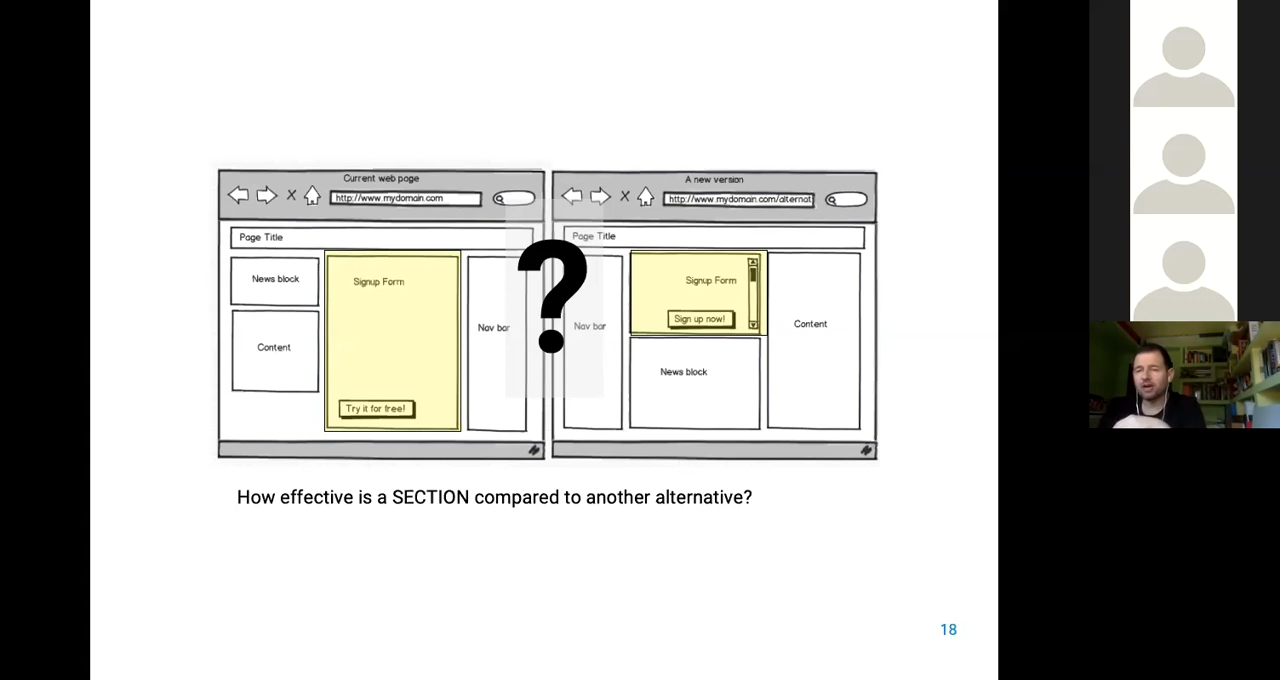 Current web page
http://www.mydomain.com
Page Title
News block
Content
Signup Form
Try it for free!
Nav bar
?
A new version
http://www.mydomain.com/alternat
Page Title
Nav bar
Signup Form
Sign up now!
News block
Content
How effective is a SECTION compared to another alternative?
18